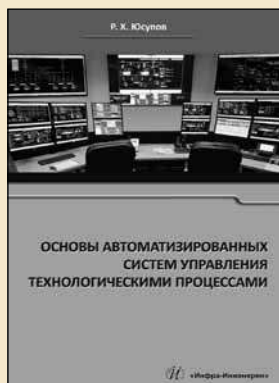 Р. Х. Юсупов
ОСНОВЫ АВТОМАТИЗИРОВАННЫХ
СИСТЕМ УПРАВЛЕНИЯ
ТЕХНОЛОГИЧЕСКИМИ ПРОЦЕССАМИ
«Инфра-Инженерия»